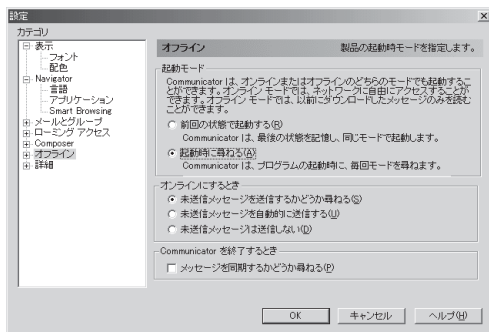 設定
カテゴリ
表示
フォント
配色
Navigator
言語
アプリケーション
Smart Browsing
メールとグループ
ローミング アクセス
Composer
オフライン
詳細
オフライン 製品の起動時モードを指定します。
起動モード
Communicator は、オンラインまたはオフラインのどちらのモードでも起動するこ
とができます。オンライン モードでは、ネットワークに自由にアクセスすることが
できます。オフライン モードでは、以前にダウンロードしたメッセージのみを読む
ことができます。
前回の状態で起動する(R)
Communicator は、最後の状態を記憶し、同じモードで起動します。
起動時に尋ねる(A)
Communicator は、プログラムの起動時に、毎回モードを尋ねます。
オンラインにするとき
未送信メッセージを送信するかどうか尋ねる(S)
未送信メッセージを自動的に送信する(U)
未送信メッセージは送信しない(D)
Communicator を終了するとき
メッセージを同期するかどうか尋ねる(P)
OK キャンセル ヘルプ(H)